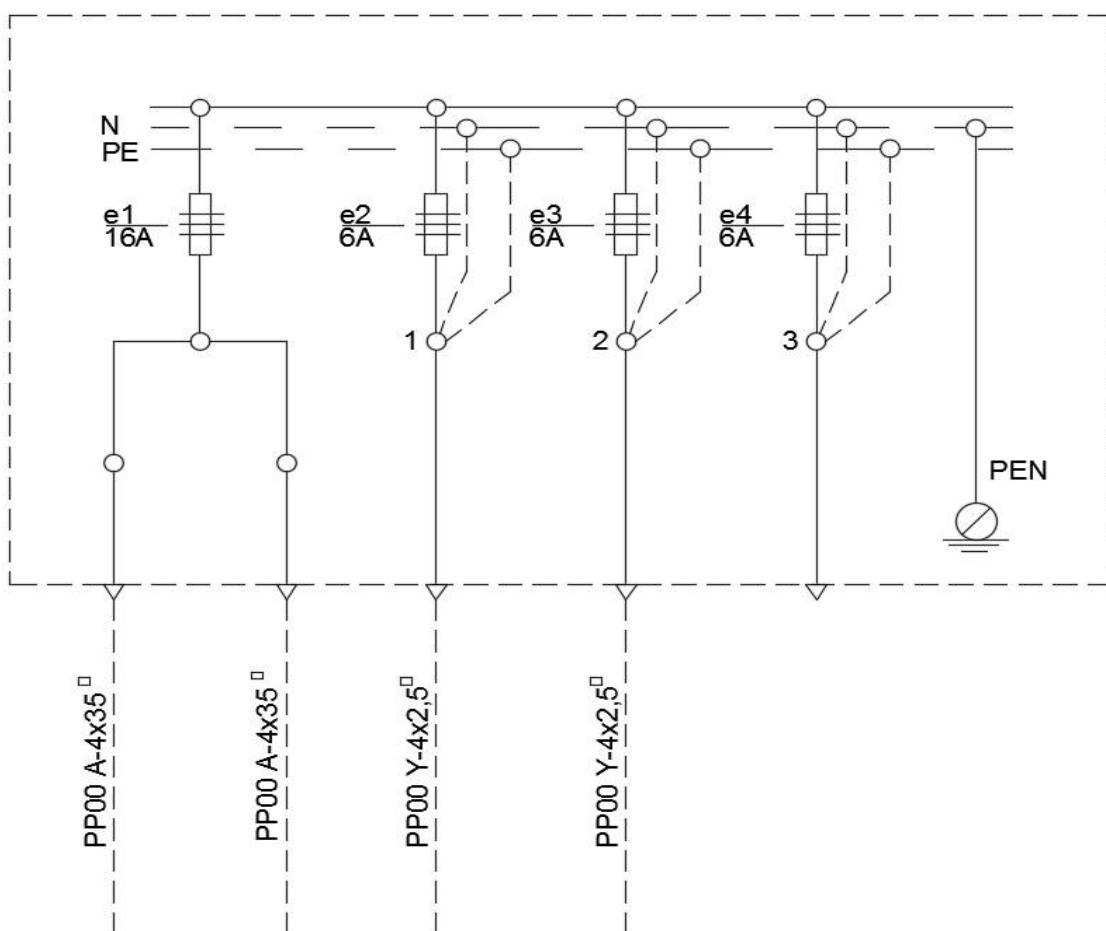 N
PE
e1
16A
e2
6A
e3
6A
e4
6A
1
2
3
PEN
PP00 A-4x35□
PP00 A-4x35□
PP00 Y-4x2,5□
PP00 Y-4x2,5□